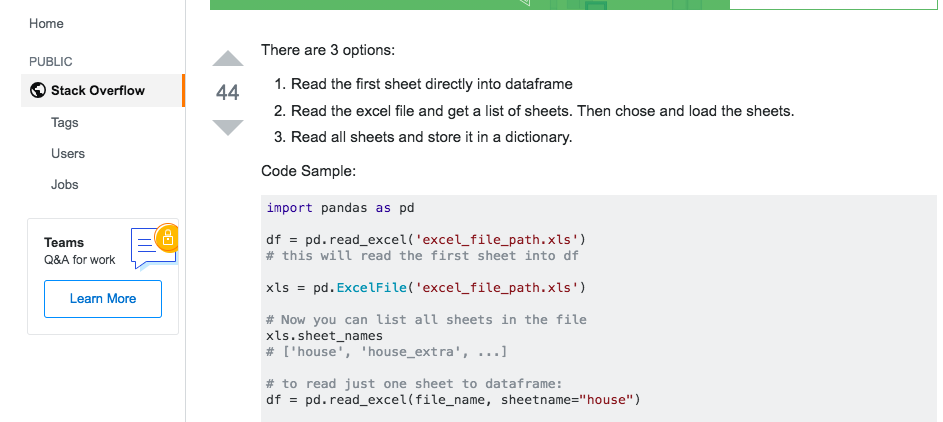 Home
PUBLIC
Stack Overflow
Tags
Users
Jobs
Teams
Q&A for work
Learn More
44
There are 3 options:
1. Read the first sheet directly into dataframe
2. Read the excel file and get a list of sheets. Then chose and load the sheets.
3. Read all sheets and store it in a dictionary.
Code Sample:
import pandas as pd
df = pd.read_excel('excel_file_path.xls')
# this will read the first sheet into df
xls = pd.ExcelFile('excel_file_path.xls')
# Now you can list all sheets in the file
xls.sheet_names
# ['house', 'house_extra', ...]
# to read just one sheet to dataframe:
df = pd.read_excel(file_name, sheetname="house")